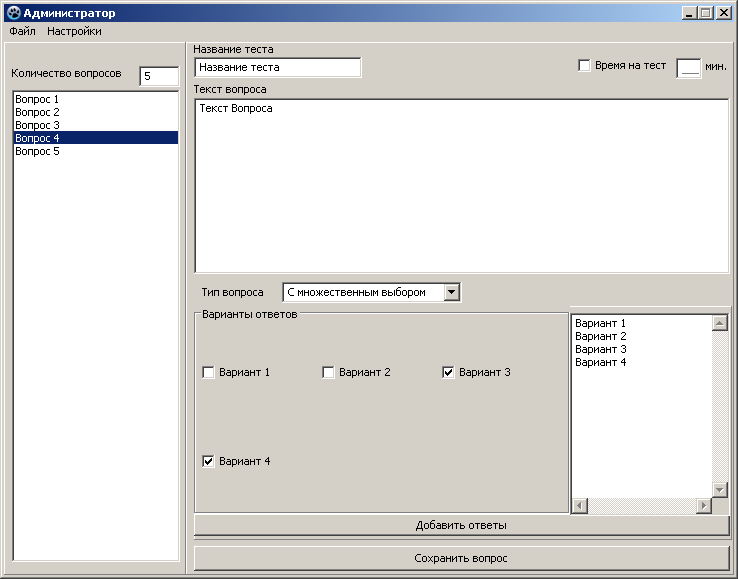 Администратор
Файл Настройки
Количество вопросов 5
Вопрос 1
Вопрос 2
Вопрос 3
Вопрос 4
Вопрос 5
Название теста
Название теста
Время на тест __ мин.
Текст вопроса
Текст Вопроса
Тип вопроса С множественным выбором
Варианты ответов
Вариант 1 Вариант 2 Вариант 3
Вариант 4
Вариант 1
Вариант 2
Вариант 3
Вариант 4
Добавить ответы
Сохранить вопрос